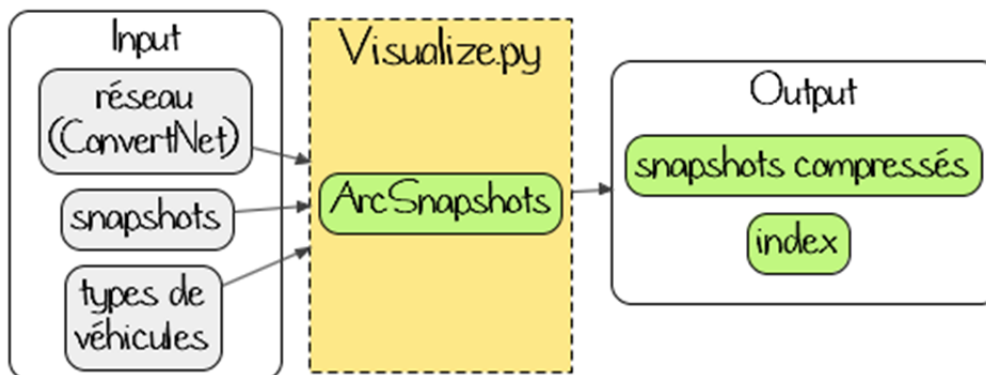 Input
réseau
(ConvertNet)
snapshots
types de
véhicules
Visualize.py
ArcSnapshots
Output
snapshots compressés
index